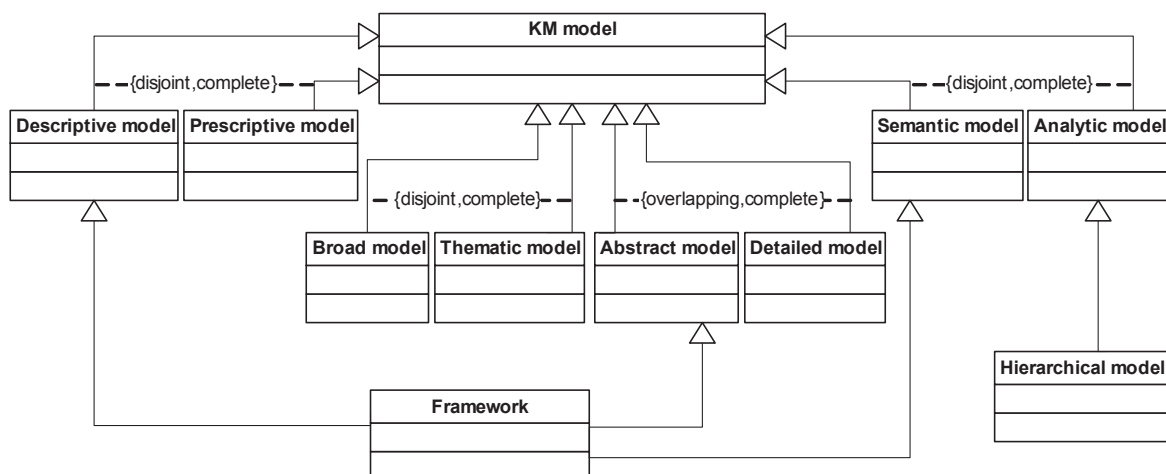 KM model
{disjoint,complete}
{disjoint,complete}
Descriptive model
Prescriptive model
Semantic model
Analytic model
{disjoint,complete}
{overlapping,complete}
Broad model
Thematic model
Abstract model
Detailed model
Hierarchical model
Framework